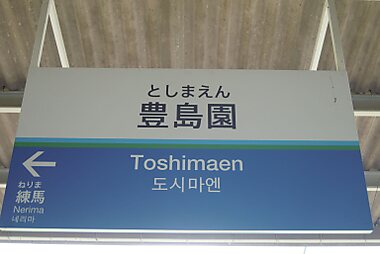 としまえん
豊島園
Toshimaen
도시마엔
ねりま
練馬
Nerima
네리마